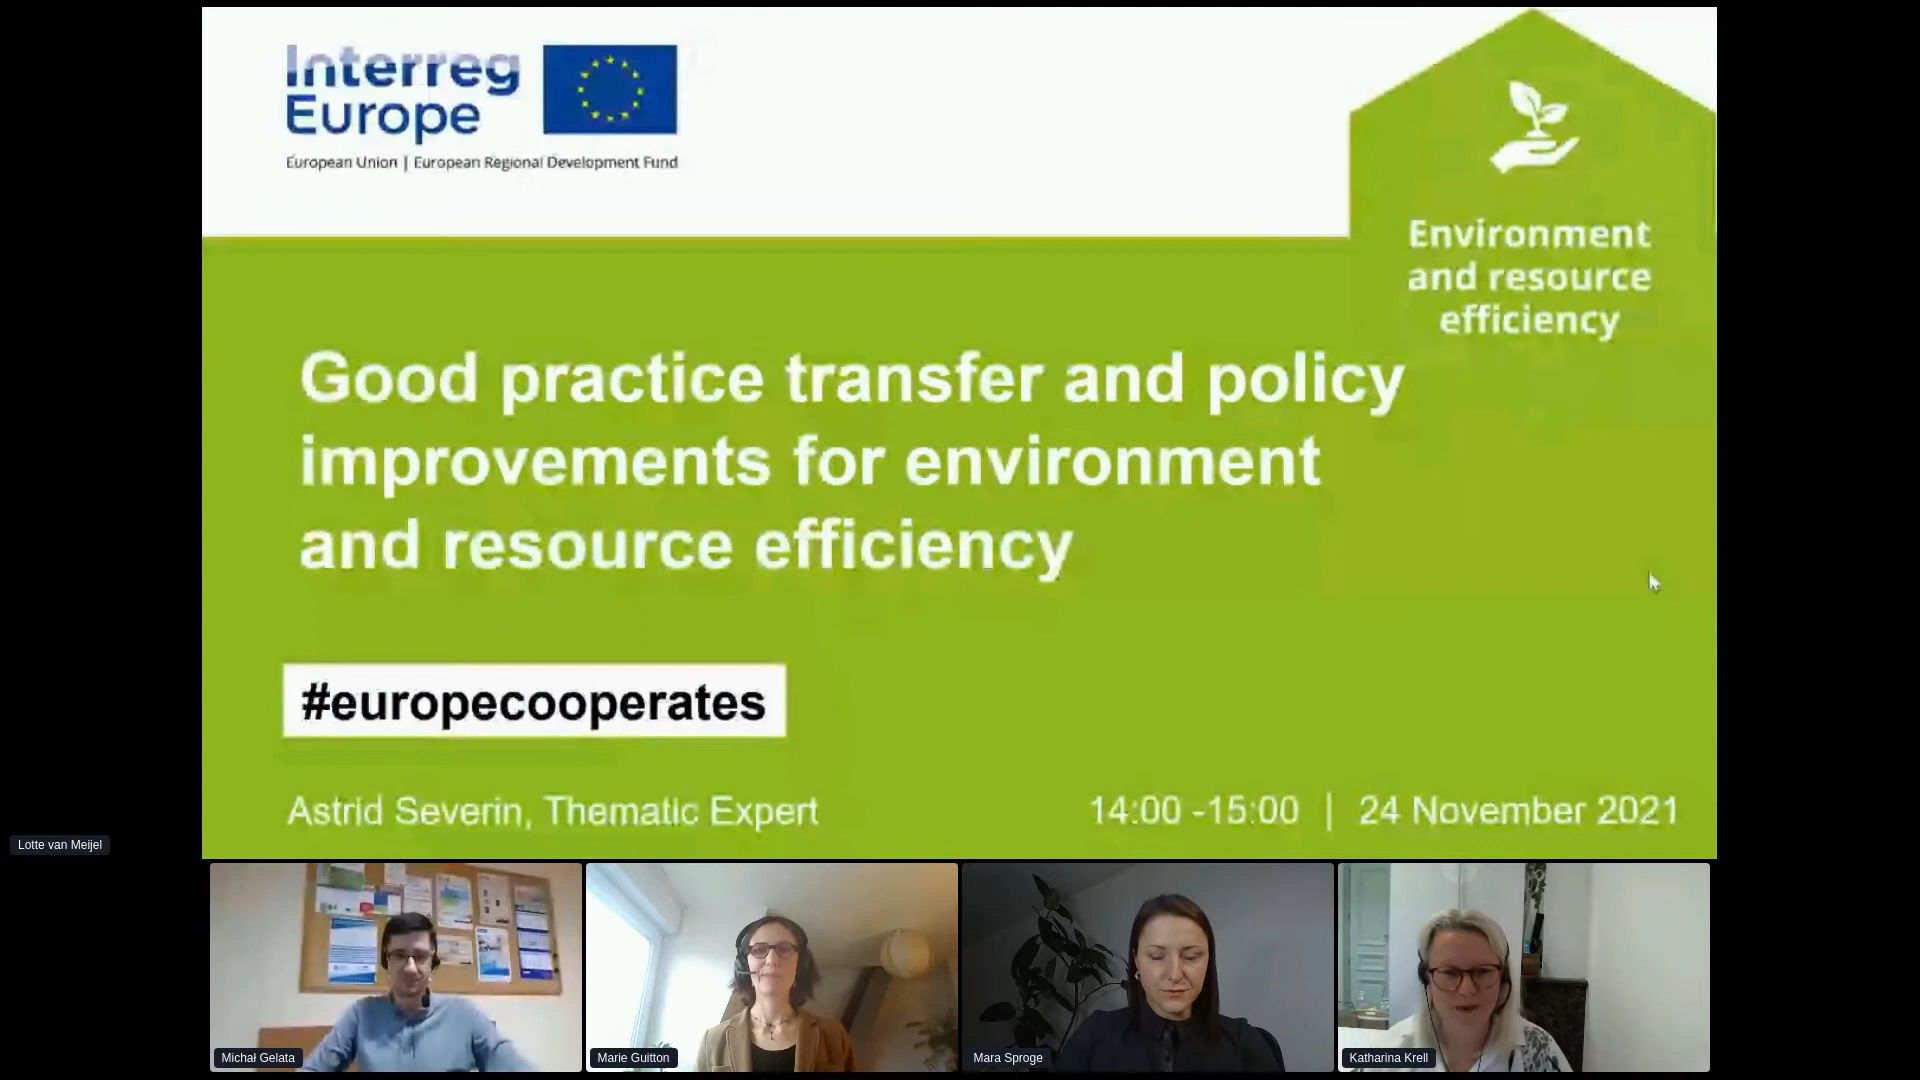 Interreg
Europe
European Union | European Regional Development Fund
Environment
and resource
efficiency
Good practice transfer and policy
improvements for environment
and resource efficiency
#europecooperates
Astrid Severin, Thematic Expert
14:00 -15:00 | 24 November 2021
Lotte van Meijel
Michał Gelata
Marie Guitton
Mara Sproge
Katharina Krell